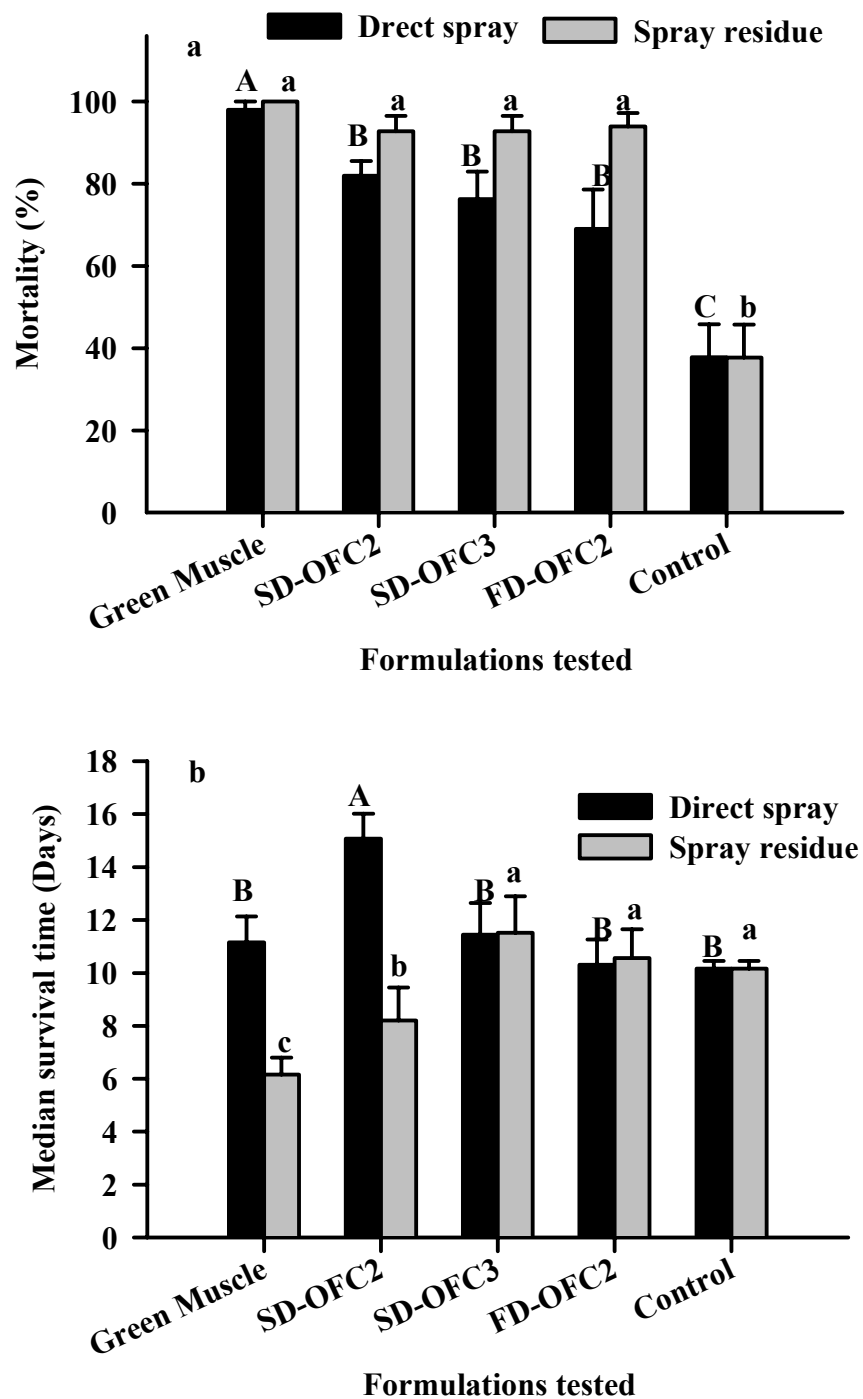 a
Drect spray
Spray residue
A a
B a
B a
B a
C b
100
80
60
40
20
0
Mortality (%)
Green Muscle
SD-OFC2
SD-OFC3
FD-OFC2
Control
Formulations tested
b
Direct spray
Spray residue
B c
A b
B a
B a
B a
18
16
14
12
10
8
6
4
2
0
Median survival time (Days)
Green Muscle
SD-OFC2
SD-OFC3
FD-OFC2
Control
Formulations tested